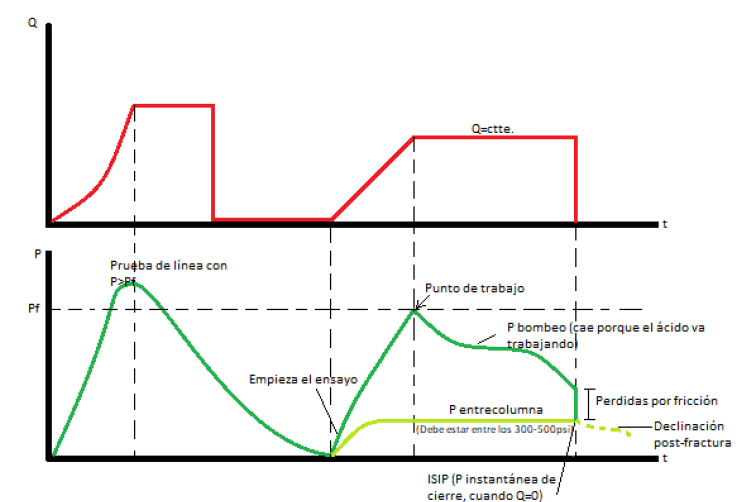 Q
Q=ctte.
t
P
Prueba de línea con
P>Pf
Pf
Punto de trabajo
P bombeo (cae porque el ácido va
trabajando)
Empieza el ensayo
Perdidas por fricción
P entrecolumna
(Debe estar entre los 300-500psi)
Declinación
post-fractura
t
ISIP (P instantánea de
cierre, cuando Q=0)